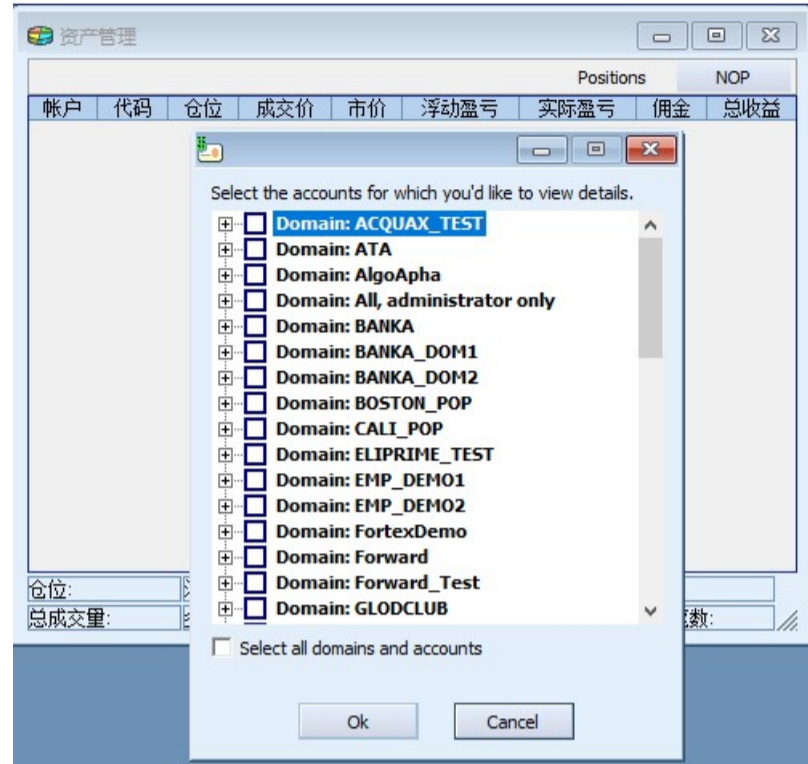 资产管理
Positions NOP
帐户 代码 仓位 成交价 市价 浮动盈亏 实际盈亏 佣金 总收益
Select the accounts for which you'd like to view details.
Domain: ACQUAX_TEST
Domain: ATA
Domain: AlgoApha
Domain: All, administrator only
Domain: BANKA
Domain: BANKA_DOM1
Domain: BANKA_DOM2
Domain: BOSTON_POP
Domain: CALI_POP
Domain: ELIPRIME_TEST
Domain: EMP_DEMO1
Domain: EMP_DEMO2
Domain: FortexDemo
Domain: Forward
Domain: Forward_Test
Domain: GLODCLUB
仓位:
总成交量: 数:
Select all domains and accounts
Ok Cancel